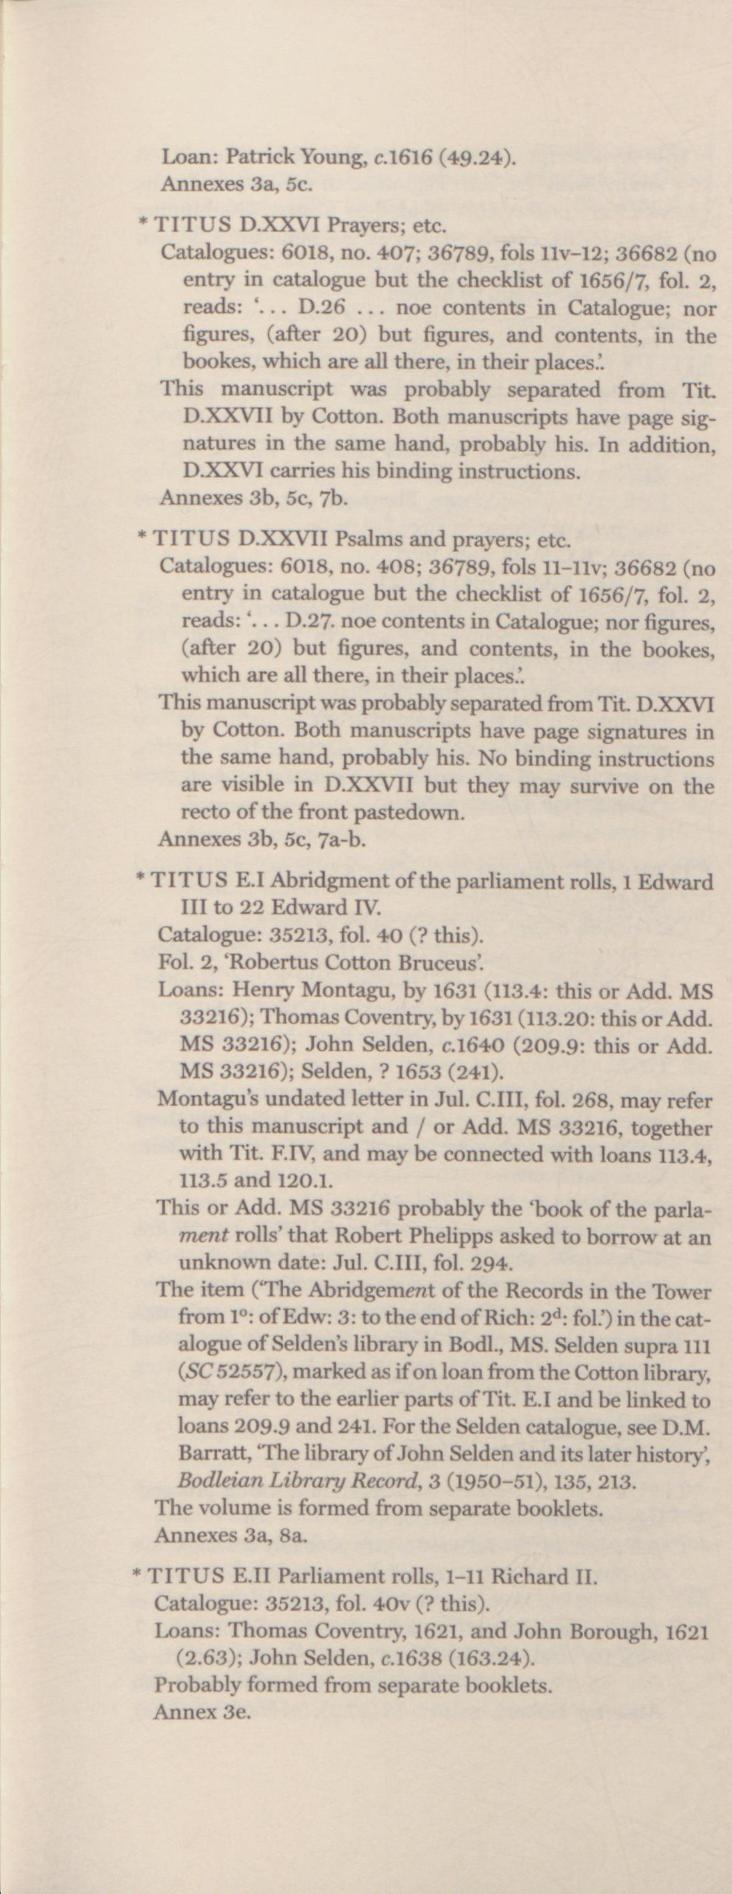 Loan: Patrick Young, c.1616 (49.24).
Annexes 3a, 5c.
* TITUS D.XXVI Prayers; etc.
Catalogues: 6018, no. 407; 36789, fols 11v–12; 36682 (no
entry in catalogue but the checklist of 1656/7, fol. 2,
reads: ‘... D.26 ... noe contents in Catalogue; nor
figures, (after 20) but figures, and contents, in the
bookes, which are all there, in their places.’.
This manuscript was probably separated from Tit.
D.XXVII by Cotton. Both manuscripts have page sig-
natures in the same hand, probably his. In addition,
D.XXVI carries his binding instructions.
Annexes 3b, 5c, 7b.
* TITUS D.XXVII Psalms and prayers; etc.
Catalogues: 6018, no. 408; 36789, fols 11–11v; 36682 (no
entry in catalogue but the checklist of 1656/7, fol. 2,
reads: ‘... D.27. noe contents in Catalogue; nor figures,
(after 20) but figures, and contents, in the bookes,
which are all there, in their places.’.
This manuscript was probably separated from Tit. D.XXVI
by Cotton. Both manuscripts have page signatures in
the same hand, probably his. No binding instructions
are visible in D.XXVII but they may survive on the
recto of the front pastedown.
Annexes 3b, 5c, 7a-b.
* TITUS E.I Abridgment of the parliament rolls, 1 Edward
III to 22 Edward IV.
Catalogue: 35213, fol. 40 (? this).
Fol. 2, ‘Robertus Cotton Bruceus’.
Loans: Henry Montagu, by 1631 (113.4: this or Add. MS
33216); Thomas Coventry, by 1631 (113.20: this or Add.
MS 33216); John Selden, c.1640 (209.9: this or Add.
MS 33216); Selden, ? 1653 (241).
Montagu’s undated letter in Jul. C.III, fol. 268, may refer
to this manuscript and / or Add. MS 33216, together
with Tit. F.IV, and may be connected with loans 113.4,
113.5 and 120.1.
This or Add. MS 33216 probably the ‘book of the parla-
ment rolls’ that Robert Phelipps asked to borrow at an
unknown date: Jul. C.III, fol. 294.
The item (‘The Abridgement of the Records in the Tower
from 1º: of Edw: 3: to the end of Rich: 2ᵈ: fol.’) in the cat-
alogue of Selden’s library in Bodl., MS. Selden supra 111
(SC 52557), marked as if on loan from the Cotton library,
may refer to the earlier parts of Tit. E.I and be linked to
loans 209.9 and 241. For the Selden catalogue, see D.M.
Barratt, ‘The library of John Selden and its later history’,
Bodleian Library Record, 3 (1950–51), 135, 213.
The volume is formed from separate booklets.
Annexes 3a, 8a.
* TITUS E.II Parliament rolls, 1–11 Richard II.
Catalogue: 35213, fol. 40v (? this).
Loans: Thomas Coventry, 1621, and John Borough, 1621
(2.63); John Selden, c.1638 (163.24).
Probably formed from separate booklets.
Annex 3e.